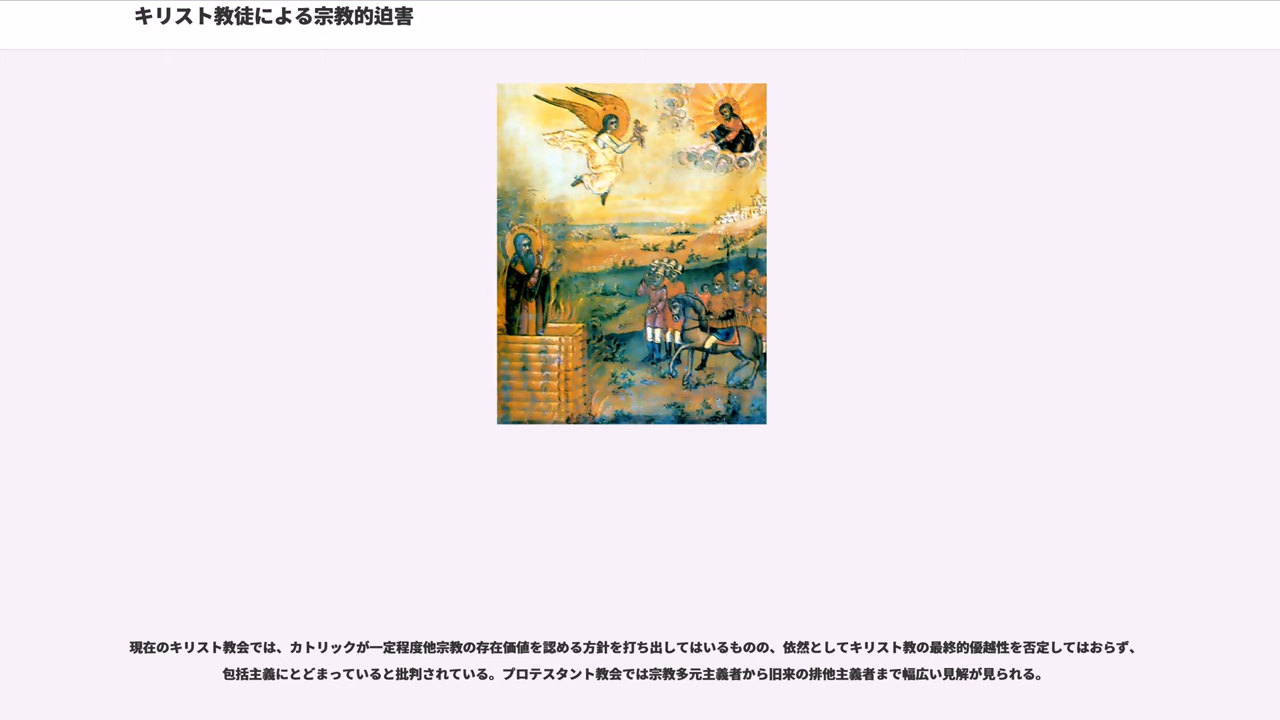 キリスト教徒による宗教的迫害
現在のキリスト教会では、カトリックが一定程度他宗教の存在価値を認める方針を打ち出してはいるものの、依然としてキリスト教の最終的優越性を否定してはおらず、
包括主義にとどまっていると批判されている。プロテスタント教会では宗教多元主義者から旧来の排他主義者まで幅広い見解が見られる。